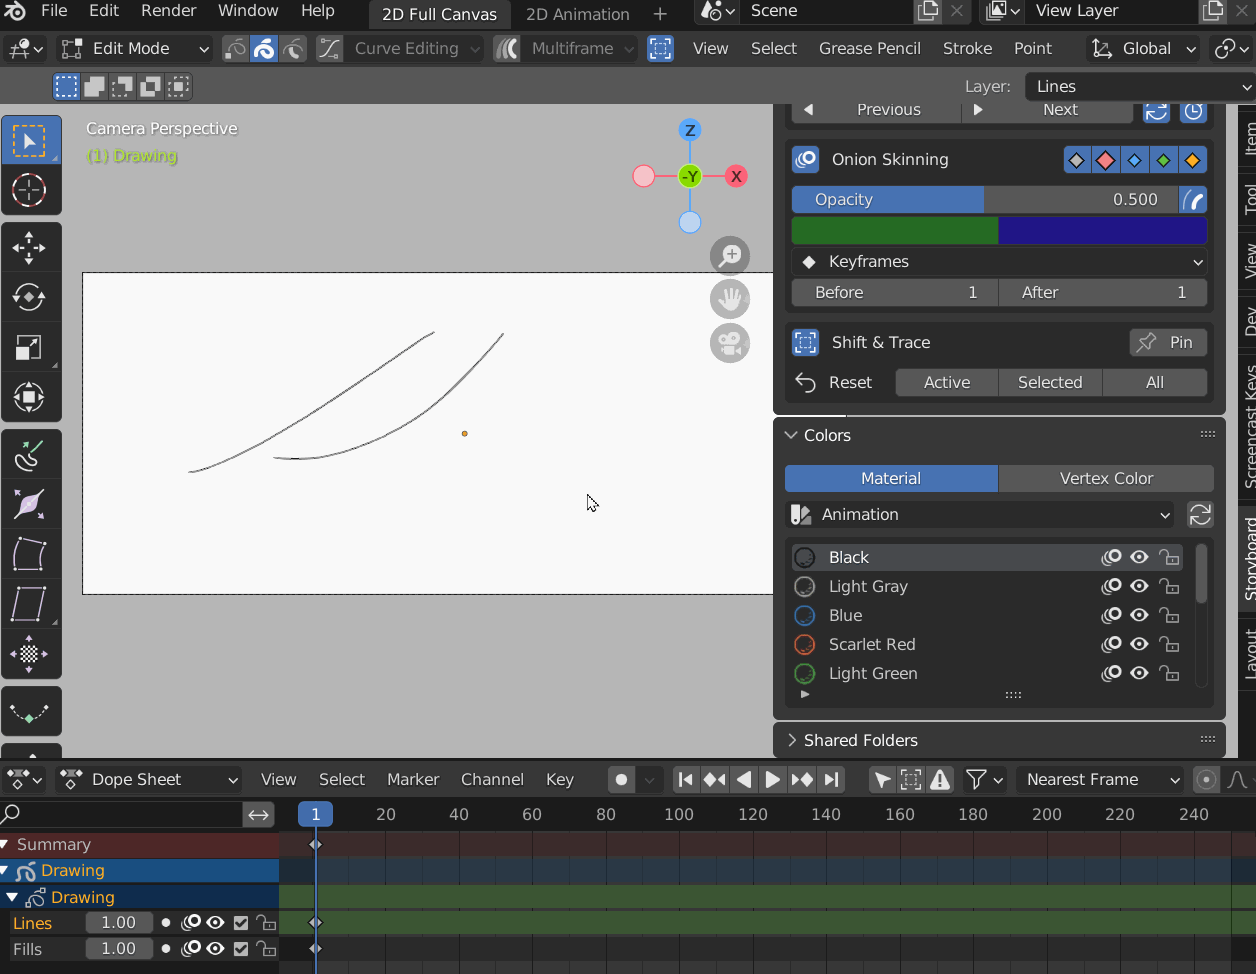 File Edit Render Window Help 2D Full Canvas 2D Animation + Scene View Layer
Edit Mode Curve Editing Multiframe View Select Grease Pencil Stroke Point Global
Layer: Lines
Camera Perspective
(1) Drawing
Z
-Y X
Previous Next
Onion Skinning
Opacity 0.500
Keyframes
Before 1 After 1
Shift & Trace Pin
Reset Active Selected All
Colors
Material Vertex Color
Animation
Black
Light Gray
Blue
Scarlet Red
Light Green
Shared Folders
Item
Tool
View
Dev
Screencast Keys
Storyboard
Layout
Dope Sheet View Select Marker Channel Key Nearest Frame
1 20 40 60 80 100 120 140 160 180 200 220 240
Summary
Drawing
Drawing
Lines 1.00
Fills 1.00